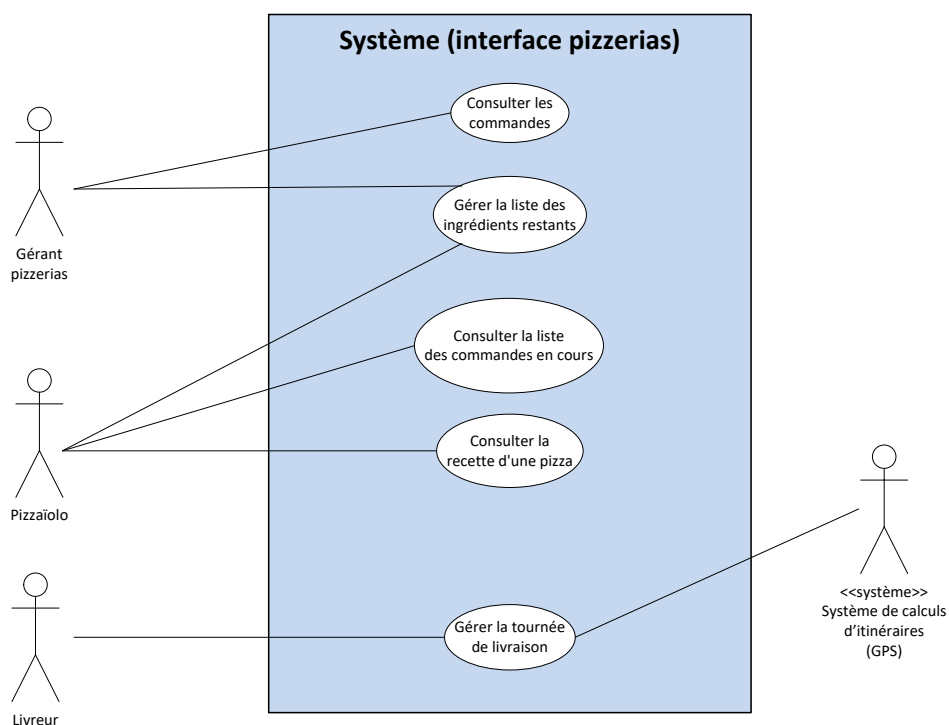 Système (interface pizzerias)
Consulter les
commandes
Gérant
pizzerias
Gérer la liste des
ingrédients restants
Consulter la liste
des commandes en cours
Pizzaïolo
Consulter la
recette d'une pizza
<<système>>
Système de calculs
d’itinéraires
(GPS)
Livreur
Gérer la tournée
de livraison